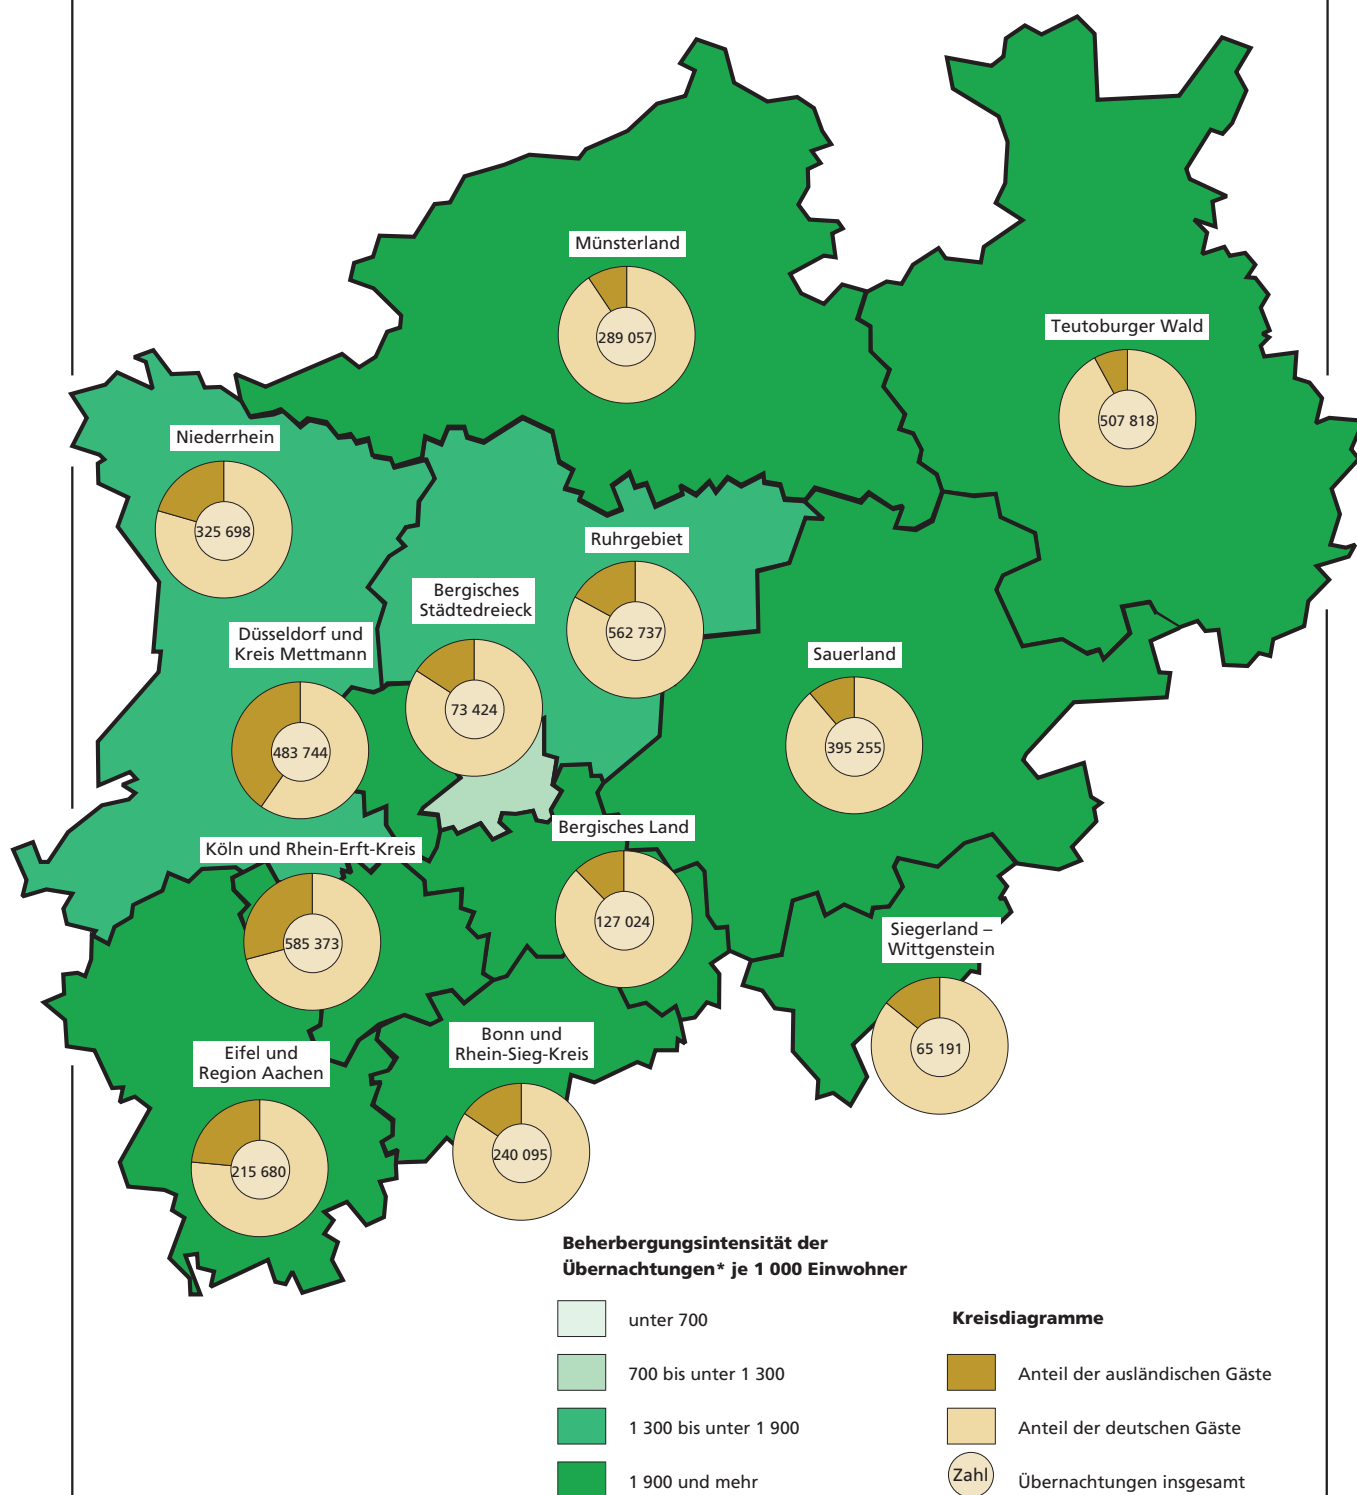 Münsterland
289 057
Teutoburger Wald
507 818
Niederrhein
325 698
Ruhrgebiet
562 737
Bergisches
Städtedreieck
73 424
Düsseldorf und
Kreis Mettmann
483 744
Sauerland
395 255
Bergisches Land
127 024
Köln und Rhein-Erft-Kreis
585 373
Siegerland –
Wittgenstein
65 191
Bonn und
Rhein-Sieg-Kreis
240 095
Eifel und
Region Aachen
215 680
Beherbergungsintensität der
Übernachtungen* je 1 000 Einwohner
unter 700
700 bis unter 1 300
1 300 bis unter 1 900
1 900 und mehr
Kreisdiagramme
Anteil der ausländischen Gäste
Anteil der deutschen Gäste
Zahl
Übernachtungen insgesamt